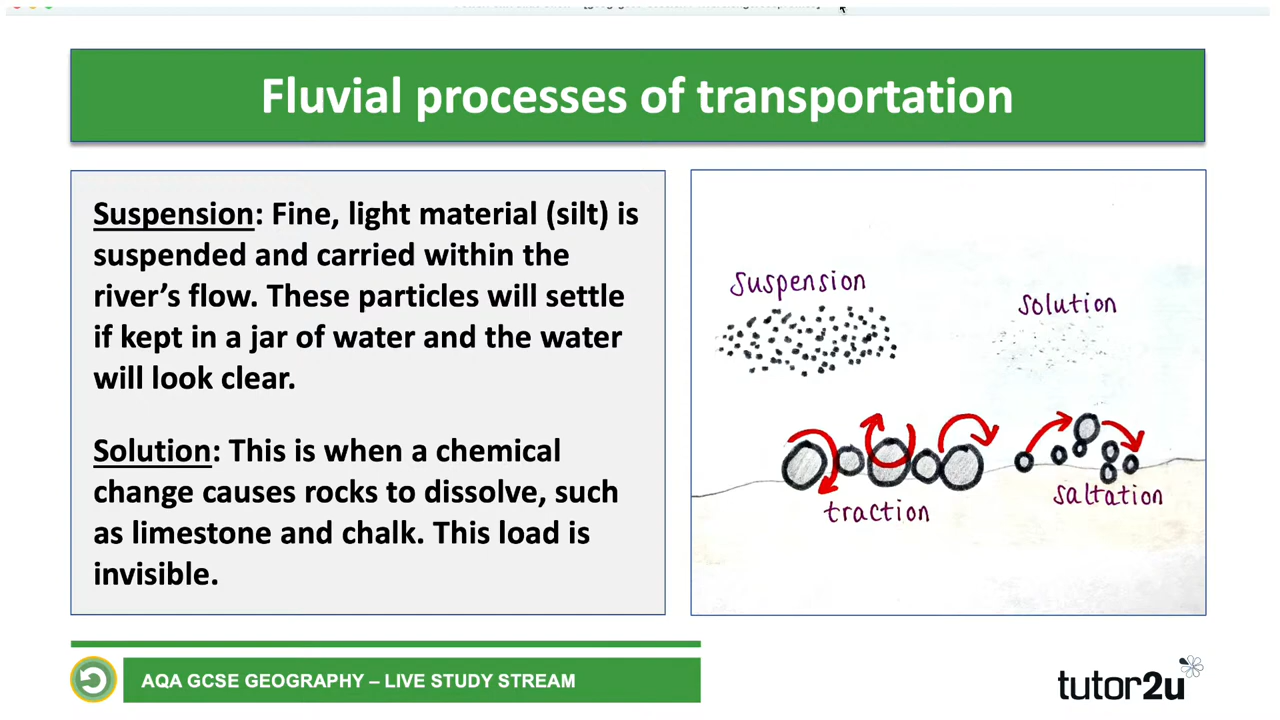 Fluvial processes of transportation
Suspension: Fine, light material (silt) is
suspended and carried within the
river's flow. These particles will settle
if kept in a jar of water and the water
will look clear.
Solution: This is when a chemical
change causes rocks to dissolve, such
as limestone and chalk. This load is
invisible.
suspension
solution
traction
saltation
AQA GCSE GEOGRAPHY – LIVE STUDY STREAM
tutor2u